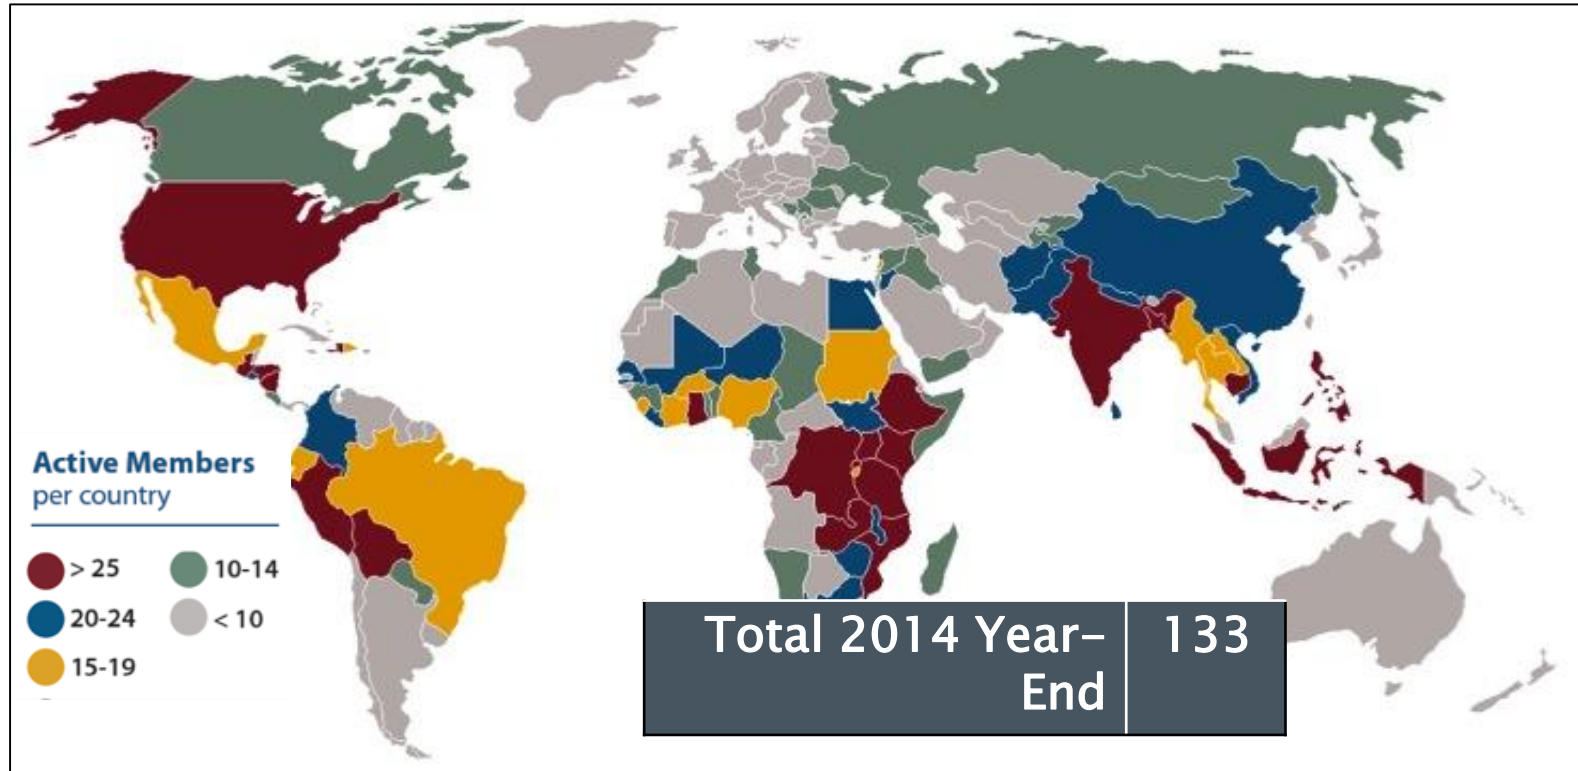 Active Members
per country
> 25
10-14
20-24
< 10
15-19
Total 2014 Year-
End
133